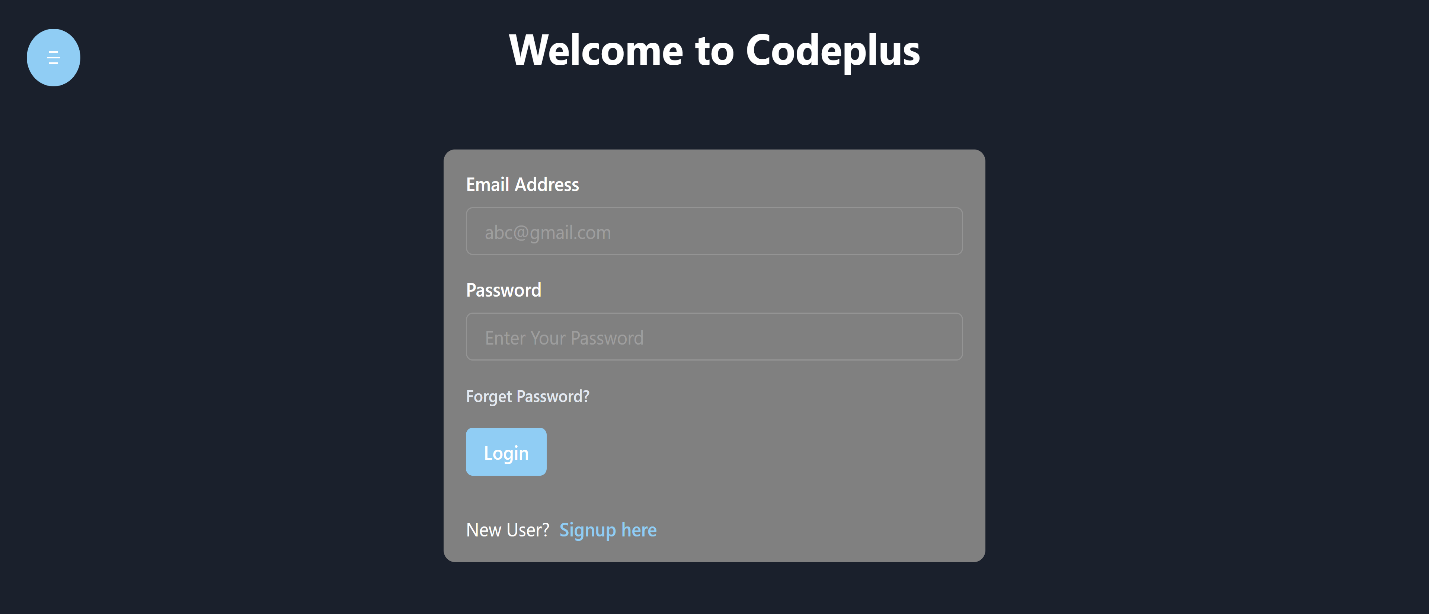 Welcome to Codeplus
Email Address
abc@gmail.com
Password
Enter Your Password
Forget Password?
Login
New User? Signup here